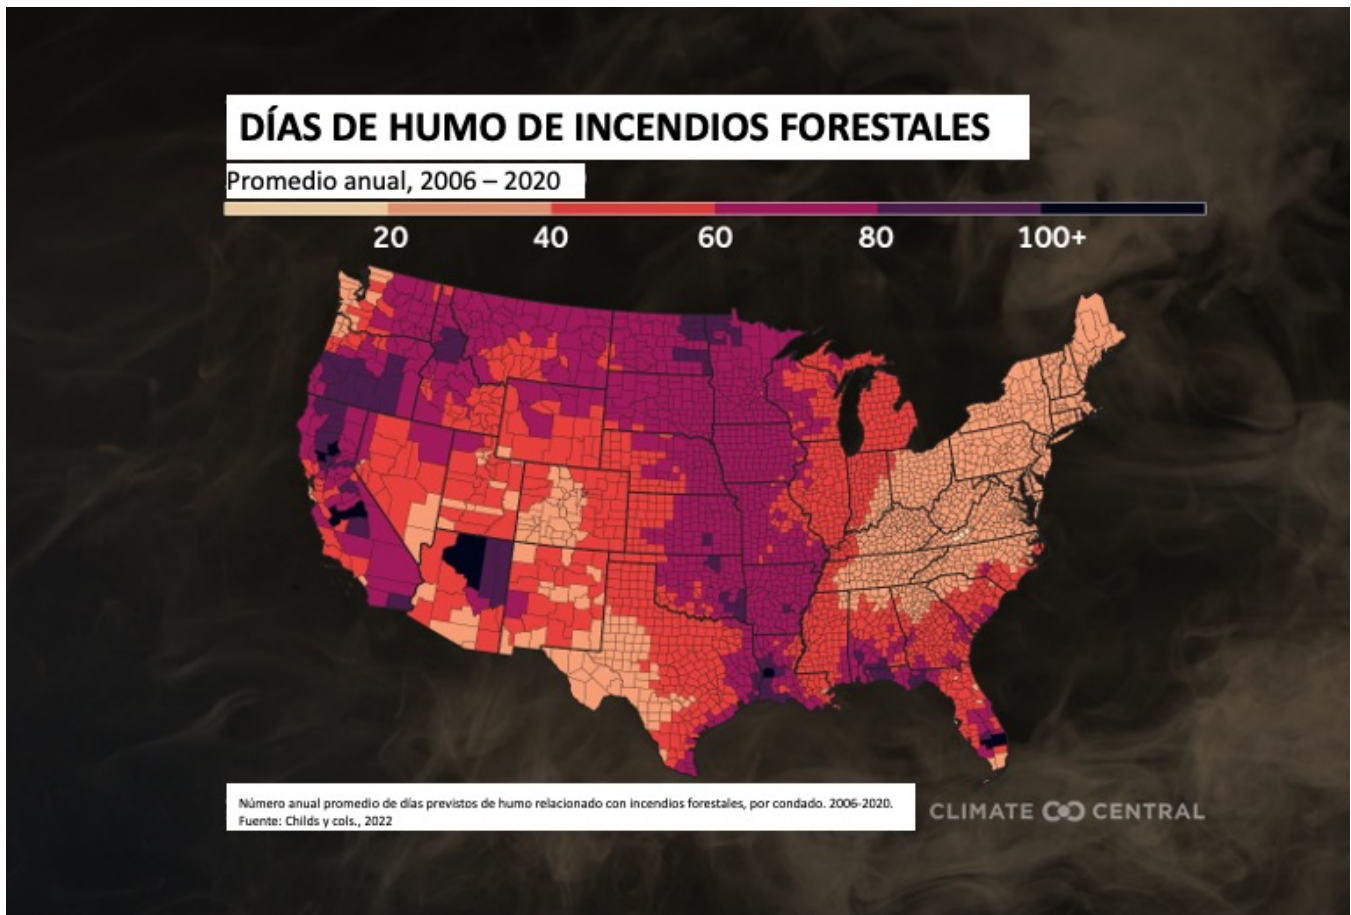 DÍAS DE HUMO DE INCENDIOS FORESTALES
Promedio anual, 2006 – 2020
20 40 60 80 100+
Número anual promedio de días previstos de humo relacionado con incendios forestales, por condado. 2006-2020.
Fuente: Childs y cols., 2022
CLIMATE CENTRAL